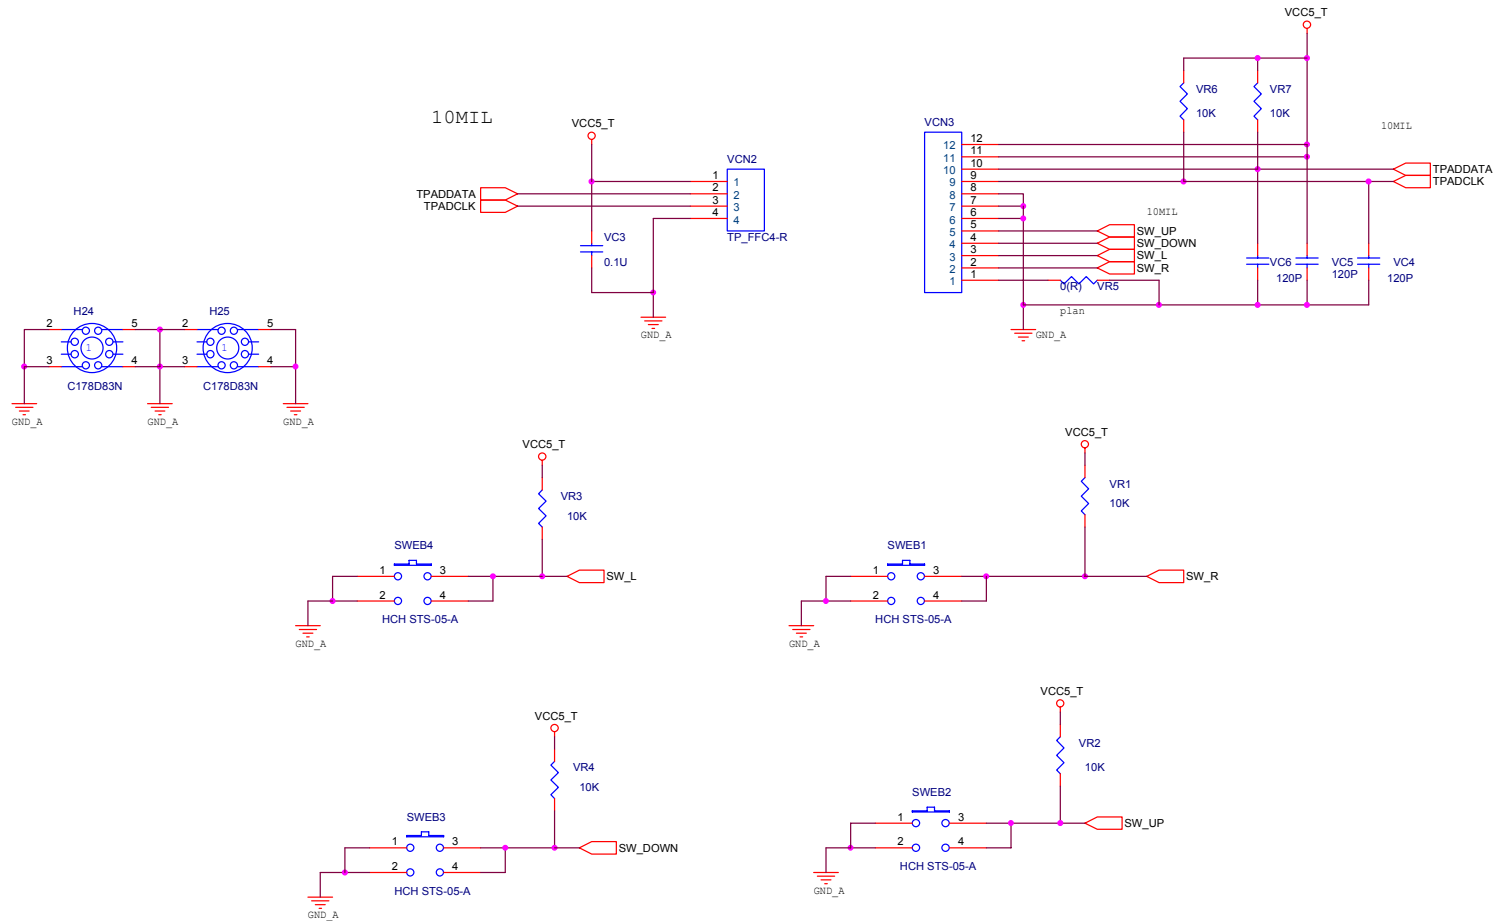 VCC5_T
VR6
10K
VR7
10K
10MIL
10MIL
VCC5_T
VCN3
12
11
10
9
8
7
6
5
4
3
2
1
12
11
10
9
8
7
6
5
4
3
2
1
TPADDATA
TPADCLK
VCN2
1
2
3
4
1
2
3
4
TP_FFC4-R
TPADDATA
TPADCLK
VC3
0.1U
GND_A
10MIL
SW_UP
SW_DOWN
SW_L
SW_R
0(R)
VR5
plan
GND_A
VC6
120P
VC5
120P
VC4
120P
H24
2
5
1
3
4
C178D83N
H25
2
5
1
3
4
C178D83N
GND_A
GND_A
GND_A
VCC5_T
VR3
10K
SWEB4
1
3
2
4
HCH STS-05-A
SW_L
GND_A
VCC5_T
VR1
10K
SWEB1
1
3
2
4
HCH STS-05-A
SW_R
GND_A
VCC5_T
VR4
10K
SWEB3
1
3
2
4
HCH STS-05-A
SW_DOWN
GND_A
VCC5_T
VR2
10K
SWEB2
1
3
2
4
HCH STS-05-A
SW_UP
GND_A